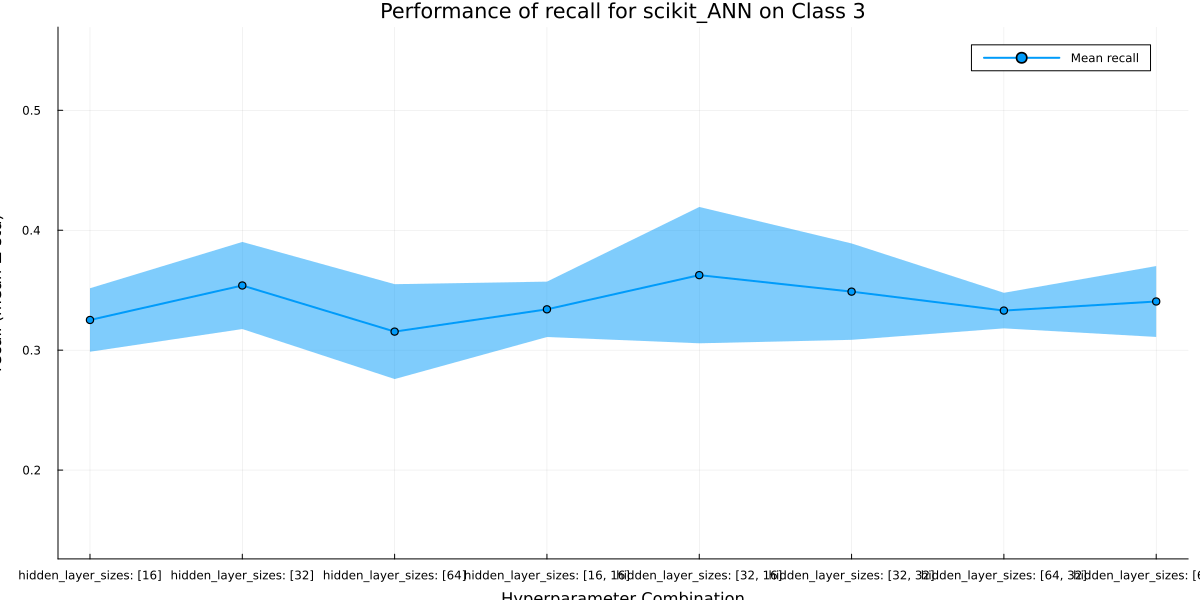 Performance of recall for scikit_ANN on Class 3
Mean recall
0.5
0.4
0.3
0.2
hidden_layer_sizes: [16]
hidden_layer_sizes: [32]
hidden_layer_sizes: [64]
hidden_layer_sizes: [16, 16]
hidden_layer_sizes: [32, 16]
hidden_layer_sizes: [32, 32]
hidden_layer_sizes: [64, 32]
hidden_layer_sizes: [6
Hyperparameter Combination